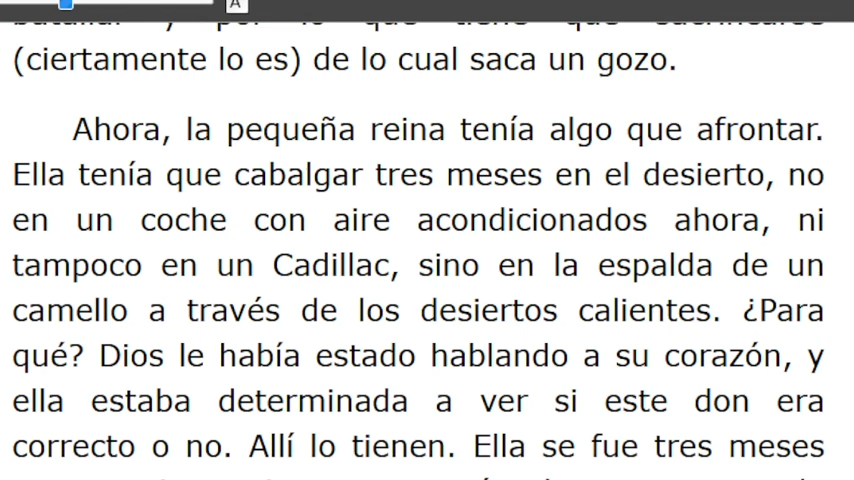 A
(ciertamente lo es) de lo cual saca un gozo.
Ahora, la pequeña reina tenía algo que afrontar.
Ella tenía que cabalgar tres meses en el desierto, no
en un coche con aire acondicionados ahora, ni
tampoco en un Cadillac, sino en la espalda de un
camello a través de los desiertos calientes. ¿Para
qué? Dios le había estado hablando a su corazón, y
ella estaba determinada a ver si este don era
correcto o no. Allí lo tienen. Ella se fue tres meses